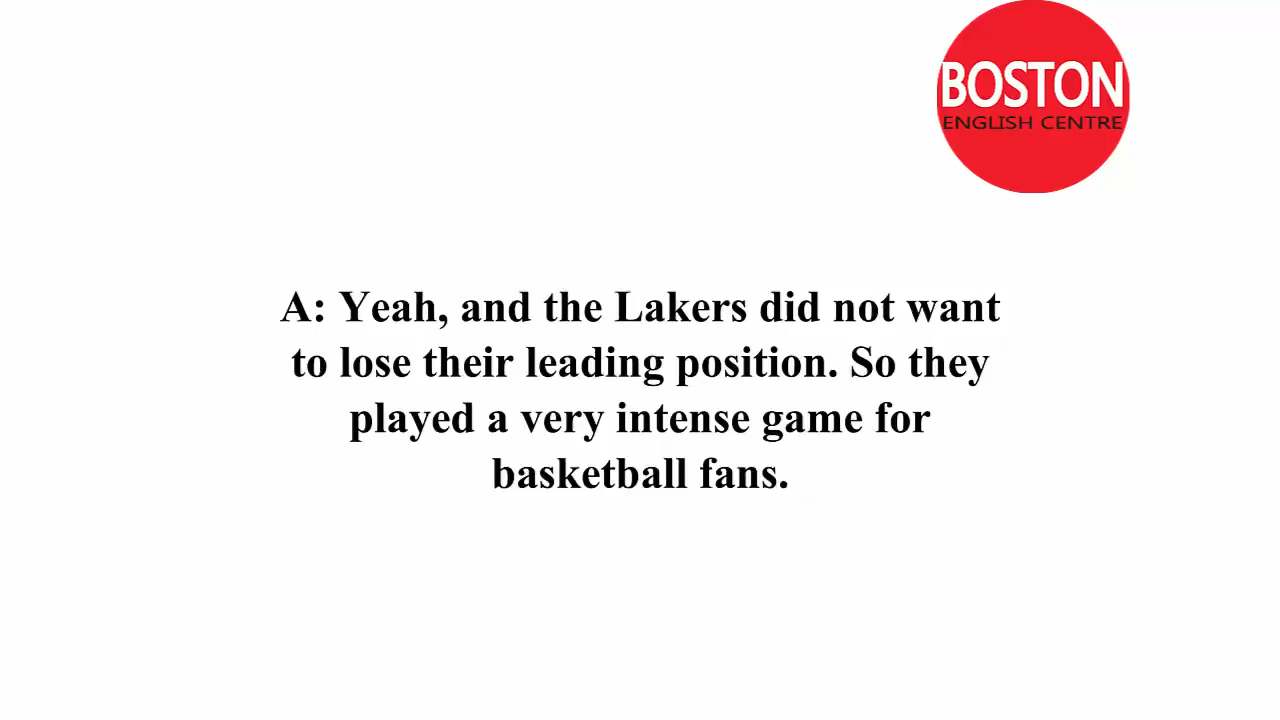 BOSTON
ENGLISH CENTRE
A: Yeah, and the Lakers did not want
to lose their leading position. So they
played a very intense game for
basketball fans.